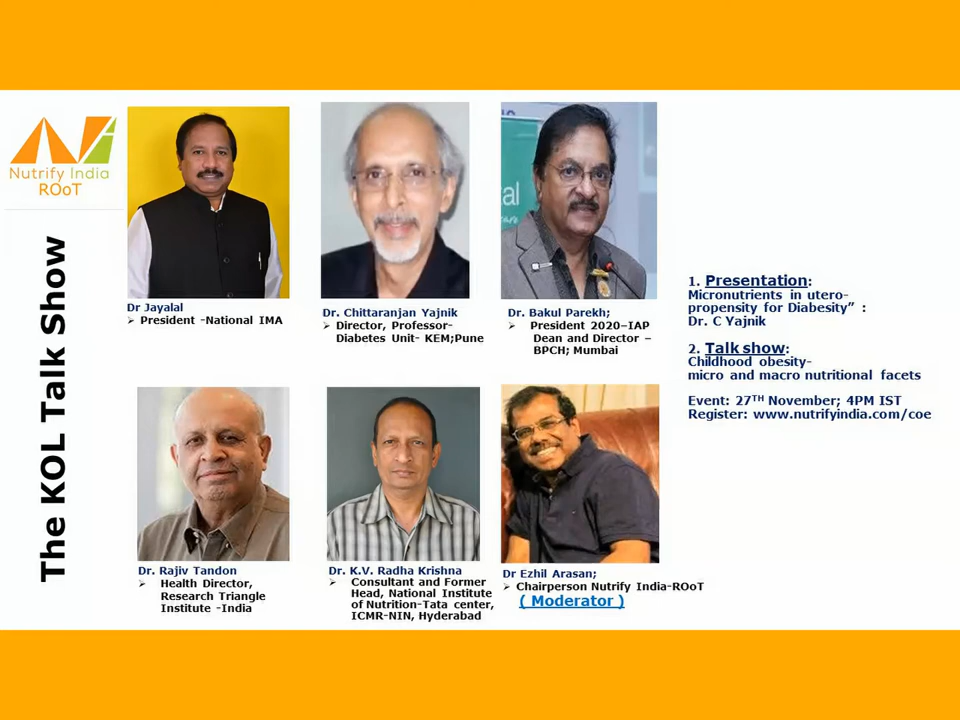 Nutrify India
ROoT
The KOL Talk Show
Dr Jayalal
➢ President -National IMA
Dr. Chittaranjan Yajnik
➢ Director, Professor-
Diabetes Unit- KEM;Pune
Dr. Bakul Parekh;
➢ President 2020–IAP
Dean and Director –
BPCH; Mumbai
Dr. Rajiv Tandon
➢ Health Director,
Research Triangle
Institute -India
Dr. K.V. Radha Krishna
➢ Consultant and Former
Head, National Institute
of Nutrition-Tata center,
ICMR-NIN, Hyderabad
Dr Ezhil Arasan;
➢ Chairperson Nutrify India-ROoT
( Moderator )
1. Presentation:
Micronutrients in utero-
propensity for Diabesity” :
Dr. C Yajnik
2. Talk show:
Childhood obesity-
micro and macro nutritional facets
Event: 27TH November; 4PM IST
Register: www.nutrifyindia.com/coe